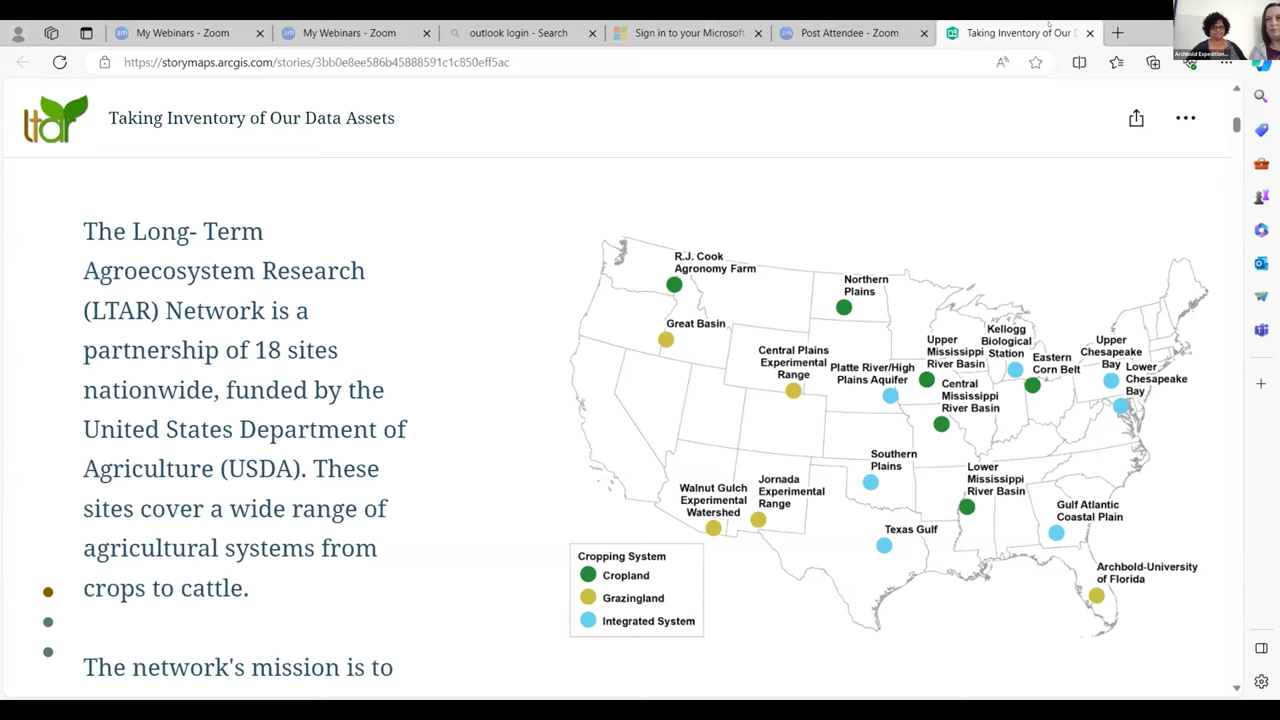 My Webinars - Zoom
My Webinars - Zoom
outlook login - Search
Sign in to your Microsoft
Post Attendee - Zoom
Taking Inventory of Our D
https://storymaps.arcgis.com/stories/3bb0e8ee586b45888591c1c850effbac
Archbold Expedition...
ltar
Taking Inventory of Our Data Assets
The Long- Term
Agroecosystem Research
(LTAR) Network is a
partnership of 18 sites
nationwide, funded by the
United States Department of
Agriculture (USDA). These
sites cover a wide range of
agricultural systems from
crops to cattle.
The network's mission is to
R.J. Cook
Agronomy Farm
Northern
Plains
Great Basin
Central Plains
Experimental
Range
Platte River/High
Plains Aquifer
Upper
Mississippi
River Basin
Kellogg
Biological
Station
Eastern
Corn Belt
Upper
Chesapeake
Bay
Lower
Chesapeake
Bay
Central
Mississippi
River Basin
Southern
Plains
Walnut Gulch
Experimental
Watershed
Jornada
Experimental
Range
Lower
Mississippi
River Basin
Gulf Atlantic
Coastal Plain
Texas Gulf
Archbold-University
of Florida
Cropping System
Cropland
Grazingland
Integrated System